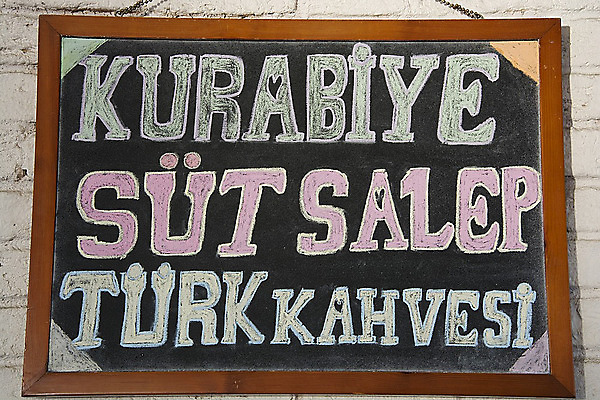 KURABİYE
SÜT SALEP
TÜRK KAHVESİ